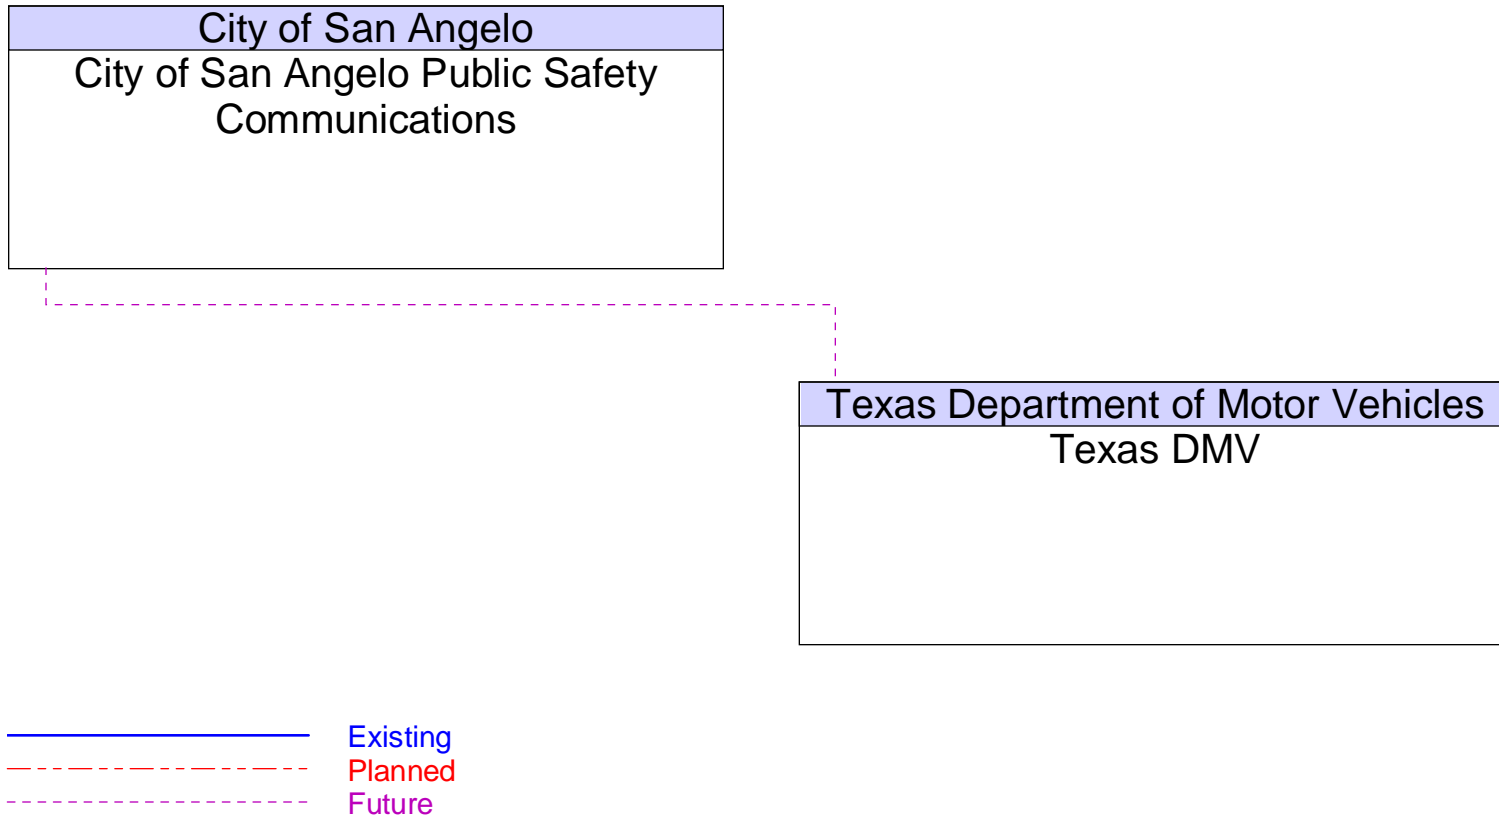 City of San Angelo
City of San Angelo Public Safety
Communications
Texas Department of Motor Vehicles
Texas DMV
Existing
Planned
Future